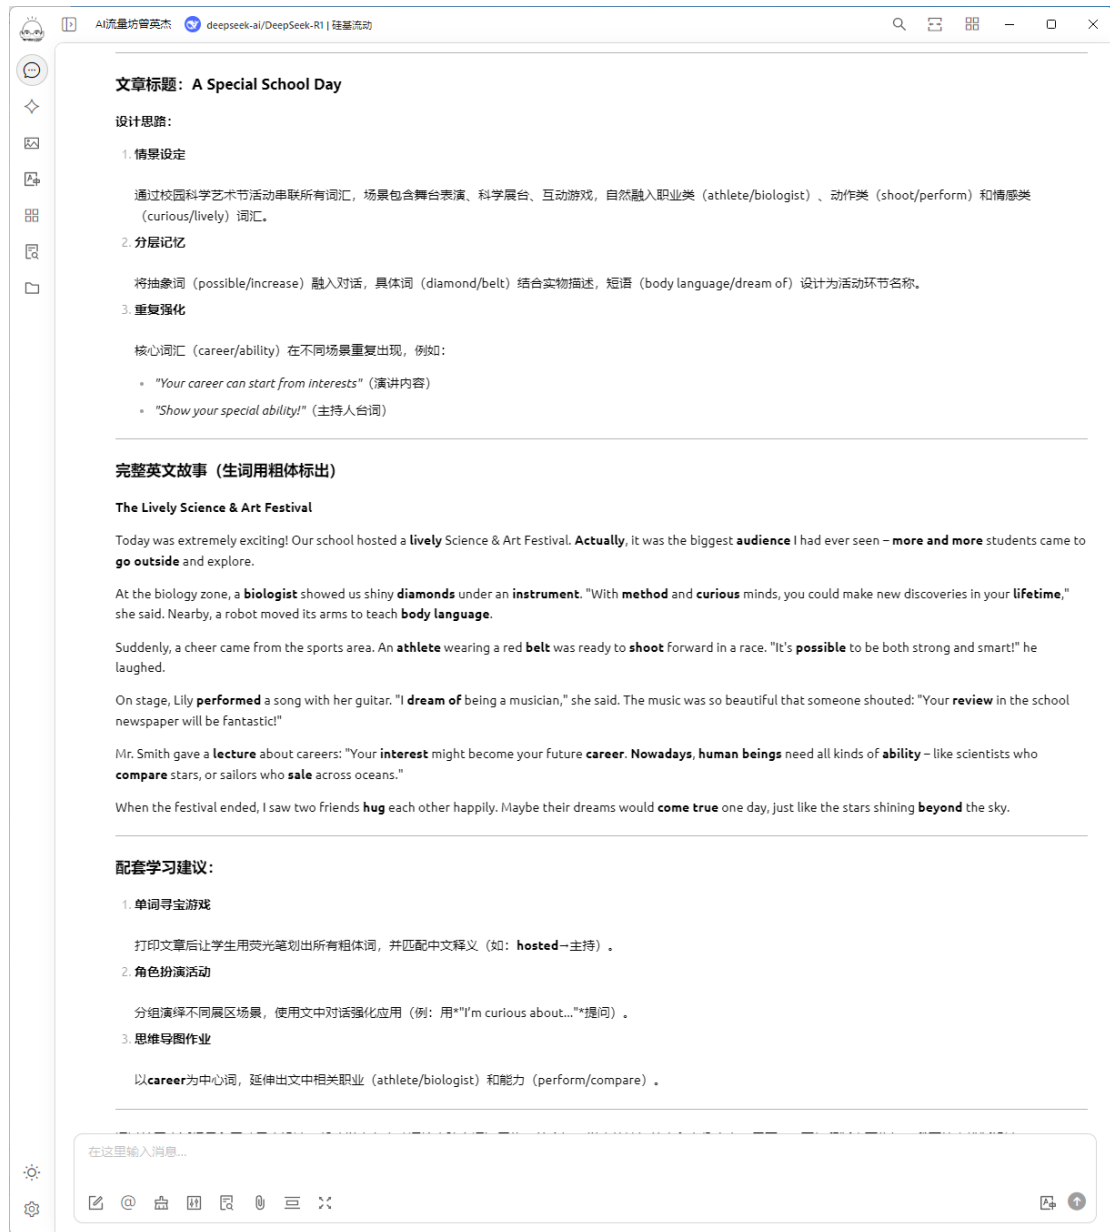 AI流量坊曾英杰 deepseek-ai/DeepSeek-R1 | 硅基流动
文章标题：A Special School Day
设计思路：
1. 情景设定
通过校园科学艺术节活动串联所有词汇，场景包含舞台表演、科学展台、互动游戏，自然融入职业类（athlete/biologist）、动作类（shoot/perform）和情感类
（curious/lively）词汇。
2. 分层记忆
将抽象词（possible/increase）融入对话，具体词（diamond/belt）结合实物描述，短语（body language/dream of）设计为活动环节名称。
3. 重复强化
核心词汇（career/ability）在不同场景重复出现，例如：
• "Your career can start from interests"（演讲内容）
• "Show your special ability!"（主持人台词）
完整英文故事（生词用粗体标出）
The Lively Science & Art Festival
Today was extremely exciting! Our school hosted a lively Science & Art Festival. Actually, it was the biggest audience I had ever seen – more and more students came to
go outside and explore.
At the biology zone, a biologist showed us shiny diamonds under an instrument. "With method and curious minds, you could make new discoveries in your lifetime,"
she said. Nearby, a robot moved its arms to teach body language.
Suddenly, a cheer came from the sports area. An athlete wearing a red belt was ready to shoot forward in a race. "It's possible to be both strong and smart!" he
laughed.
On stage, Lily performed a song with her guitar. "I dream of being a musician," she said. The music was so beautiful that someone shouted: "Your review in the school
newspaper will be fantastic!"
Mr. Smith gave a lecture about careers: "Your interest might become your future career. Nowadays, human beings need all kinds of ability – like scientists who
compare stars, or sailors who sale across oceans."
When the festival ended, I saw two friends hug each other happily. Maybe their dreams would come true one day, just like the stars shining beyond the sky.
配套学习建议：
1. 单词寻宝游戏
打印文章后让学生用荧光笔划出所有粗体词，并匹配中文释义（如：hosted→主持）。
2. 角色扮演活动
分组演绎不同展区场景，使用文中对话强化应用（例：用*"I'm curious about..."*提问）。
3. 思维导图作业
以career为中心词，延伸出文中相关职业（athlete/biologist）和能力（perform/compare）。
在这里输入消息...